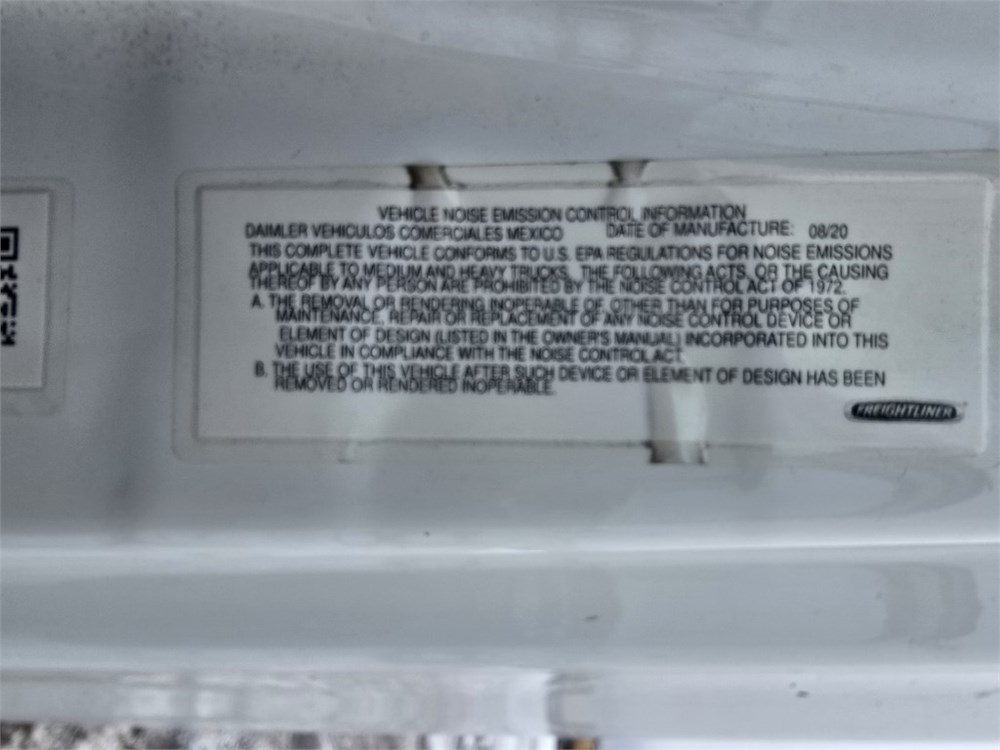 VEHICLE NOISE EMISSION CONTROL INFORMATION
DAIMLER VEHICULOS COMERCIALES MEXICO DATE OF MANUFACTURE: 08/20
THIS COMPLETE VEHICLE CONFORMS TO U.S. EPA REGULATIONS FOR NOISE EMISSIONS
APPLICABLE TO MEDIUM AND HEAVY TRUCKS. THE FOLLOWING ACTS, OR THE CAUSING
THEREOF BY ANY PERSON ARE PROHIBITED BY THE NOISE CONTROL ACT OF 1972.
A. THE REMOVAL OR RENDERING INOPERABLE OF, OTHER THAN FOR PURPOSES OF
MAINTENANCE, REPAIR OR REPLACEMENT OF ANY NOISE CONTROL DEVICE OR
ELEMENT OF DESIGN (LISTED IN THE OWNER'S MANUAL) INCORPORATED INTO THIS
VEHICLE IN COMPLIANCE WITH THE NOISE CONTROL ACT.
B. THE USE OF THIS VEHICLE AFTER SUCH DEVICE OR ELEMENT OF DESIGN HAS BEEN
REMOVED OR RENDERED INOPERABLE.
FREIGHTLINER